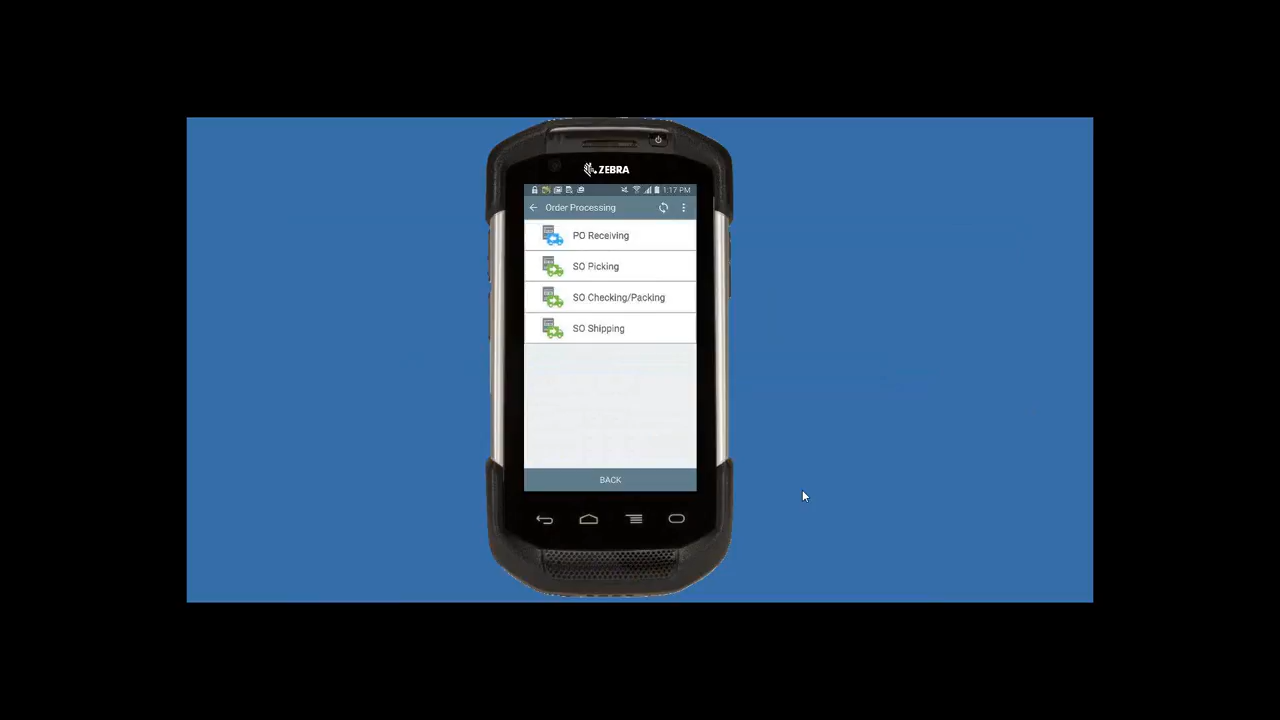 ZEBRA
1:17 PM
Order Processing
PO Receiving
SO Picking
SO Checking/Packing
SO Shipping
BACK